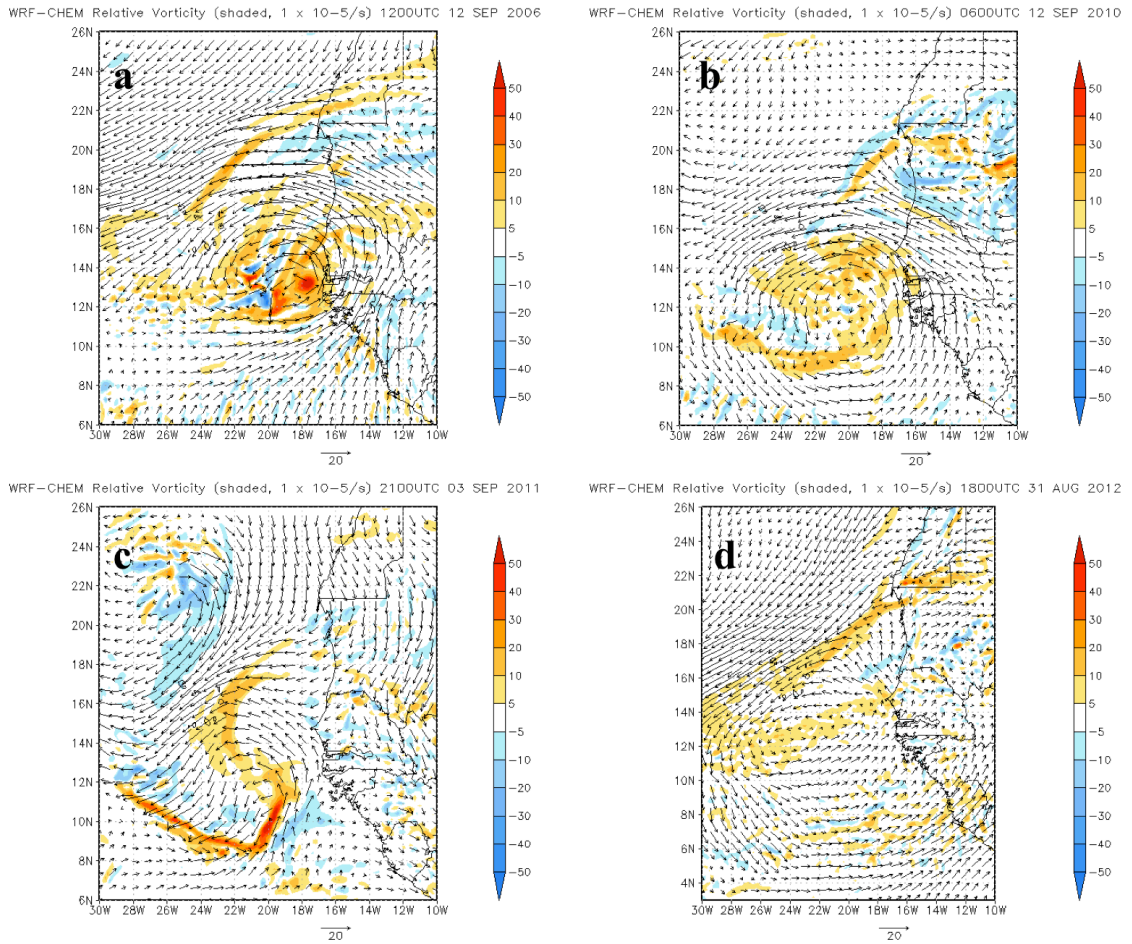 WRF-CHEM Relative Vorticity (shaded, 1 x 10-5/s) 1200UTC 12 SEP 2006
a
26N
24N
22N
20N
18N
16N
14N
12N
10N
8N
6N
30W 28W 26W 24W 22W 20W 18W 16W 14W 12W 10W
20
50
40
30
20
10
5
-5
-10
-20
-30
-40
-50
WRF-CHEM Relative Vorticity (shaded, 1 x 10-5/s) 0600UTC 12 SEP 2010
b
26N
24N
22N
20N
18N
16N
14N
12N
10N
8N
6N
30W 28W 26W 24W 22W 20W 18W 16W 14W 12W 10W
20
50
40
30
20
10
5
-5
-10
-20
-30
-40
-50
WRF-CHEM Relative Vorticity (shaded, 1 x 10-5/s) 2100UTC 03 SEP 2011
c
26N
24N
22N
20N
18N
16N
14N
12N
10N
8N
6N
30W 28W 26W 24W 22W 20W 18W 16W 14W 12W 10W
20
50
40
30
20
10
5
-5
-10
-20
-30
-40
-50
WRF-CHEM Relative Vorticity (shaded, 1 x 10-5/s) 1800UTC 31 AUG 2012
d
26N
24N
22N
20N
18N
16N
14N
12N
10N
8N
6N
4N
30W 28W 26W 24W 22W 20W 18W 16W 14W 12W 10W
20
50
40
30
20
10
5
-5
-10
-20
-30
-40
-50